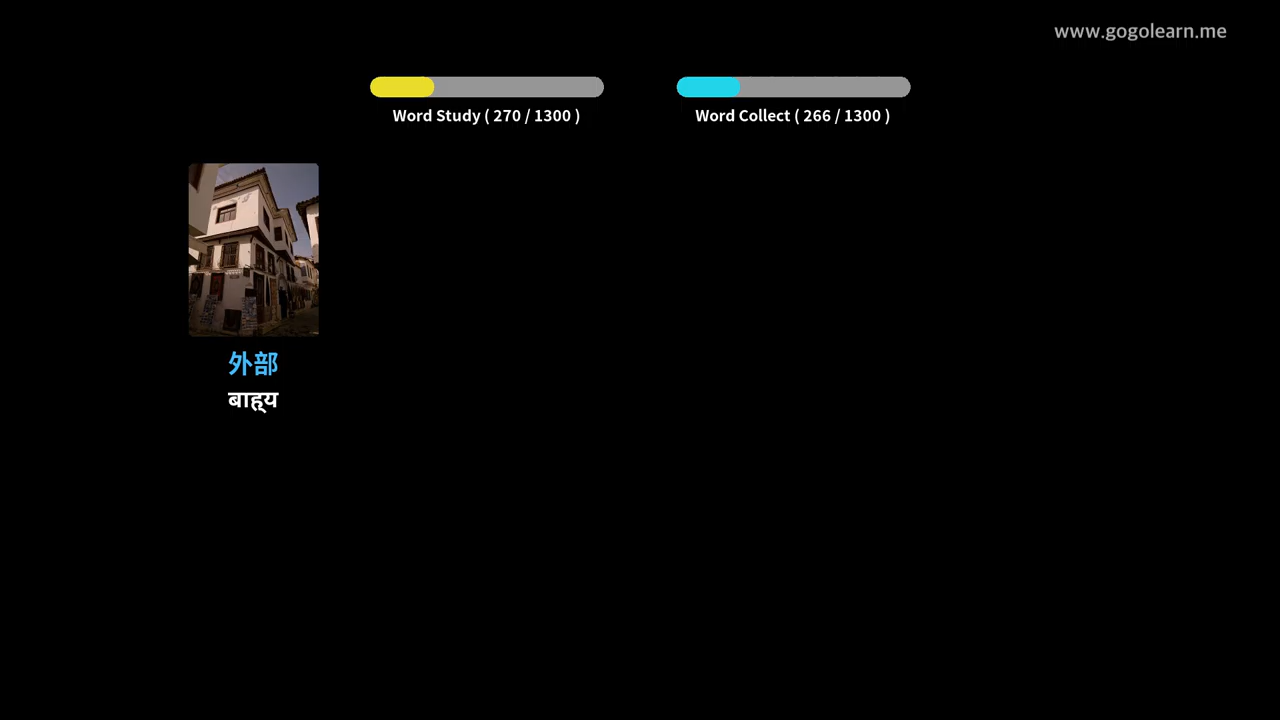 www.gogolearn.me
Word Study ( 270 / 1300 )
Word Collect ( 266 / 1300 )
外部
बाह्य